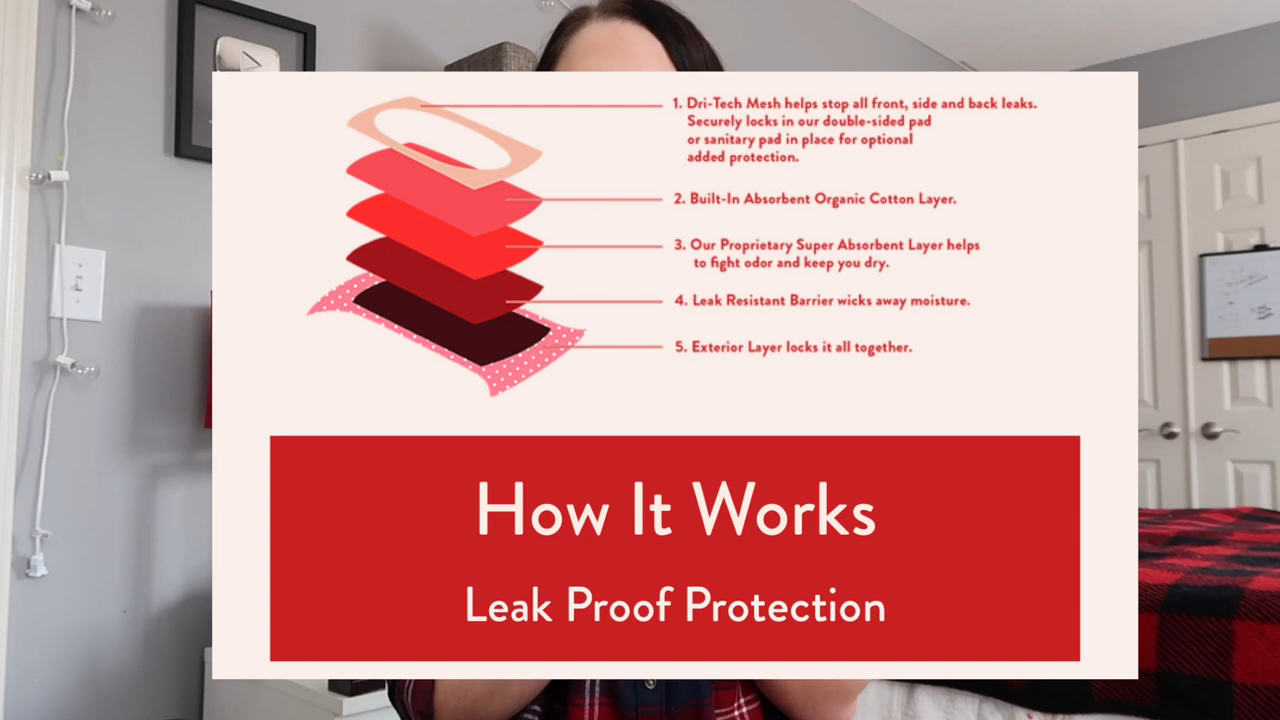 1. Dri-Tech Mesh helps stop all front, side and back leaks.
Securely locks in our double-sided pad
or sanitary pad in place for optional
added protection.
2. Built-In Absorbent Organic Cotton Layer.
3. Our Proprietary Super Absorbent Layer helps
to fight odor and keep you dry.
4. Leak Resistant Barrier wicks away moisture.
5. Exterior Layer locks it all together.
How It Works
Leak Proof Protection